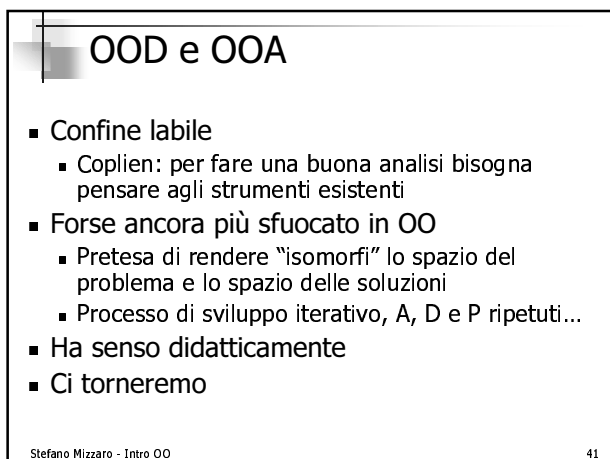 OOD e OOA
▪ Confine labile
▪ Coplien: per fare una buona analisi bisogna
pensare agli strumenti esistenti
▪ Forse ancora più sfuocato in OO
▪ Pretesa di rendere “isomorfi” lo spazio del
problema e lo spazio delle soluzioni
▪ Processo di sviluppo iterativo, A, D e P ripetuti…
▪ Ha senso didatticamente
▪ Ci torneremo
Stefano Mizzaro - Intro OO 41